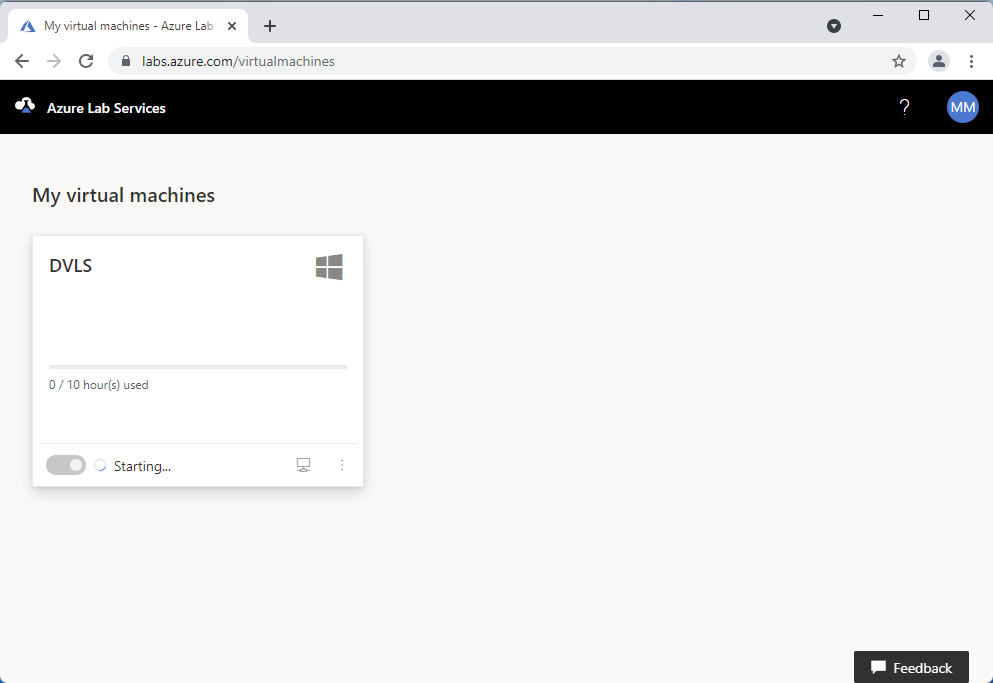 My virtual machines - Azure Lab
labs.azure.com/virtualmachines
Azure Lab Services
?
MM
My virtual machines
DVLS
0 / 10 hour(s) used
Starting...
Feedback